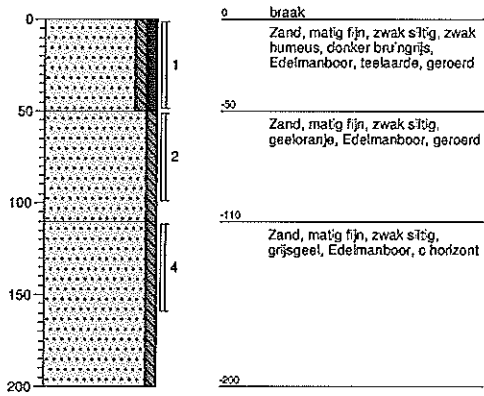 0
50
100
150
200
1
2
4
0 braak
Zand, matig fijn, zwak siltig, zwak
humeus, donker bruingrijs,
Edelmanboor, teelaarde, geroerd
-50
Zand, matig fijn, zwak siltig,
geeloranje, Edelmanboor, geroerd
-110
Zand, matig fijn, zwak siltig,
grijsgeel, Edelmanboor, c horizont
-200